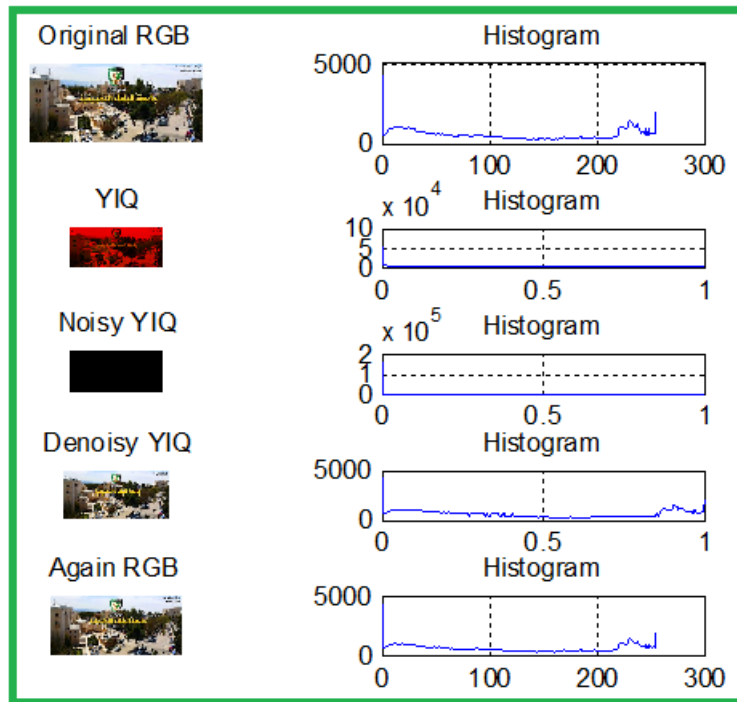 Original RGB
Histogram
5000
0
0 100 200 300
YIQ
x 10^4 Histogram
10
5
0
0 0.5 1
Noisy YIQ
x 10^5 Histogram
2
1
0
0 0.5 1
Denoisy YIQ
Histogram
5000
0
0 0.5 1
Again RGB
Histogram
5000
0
0 100 200 300